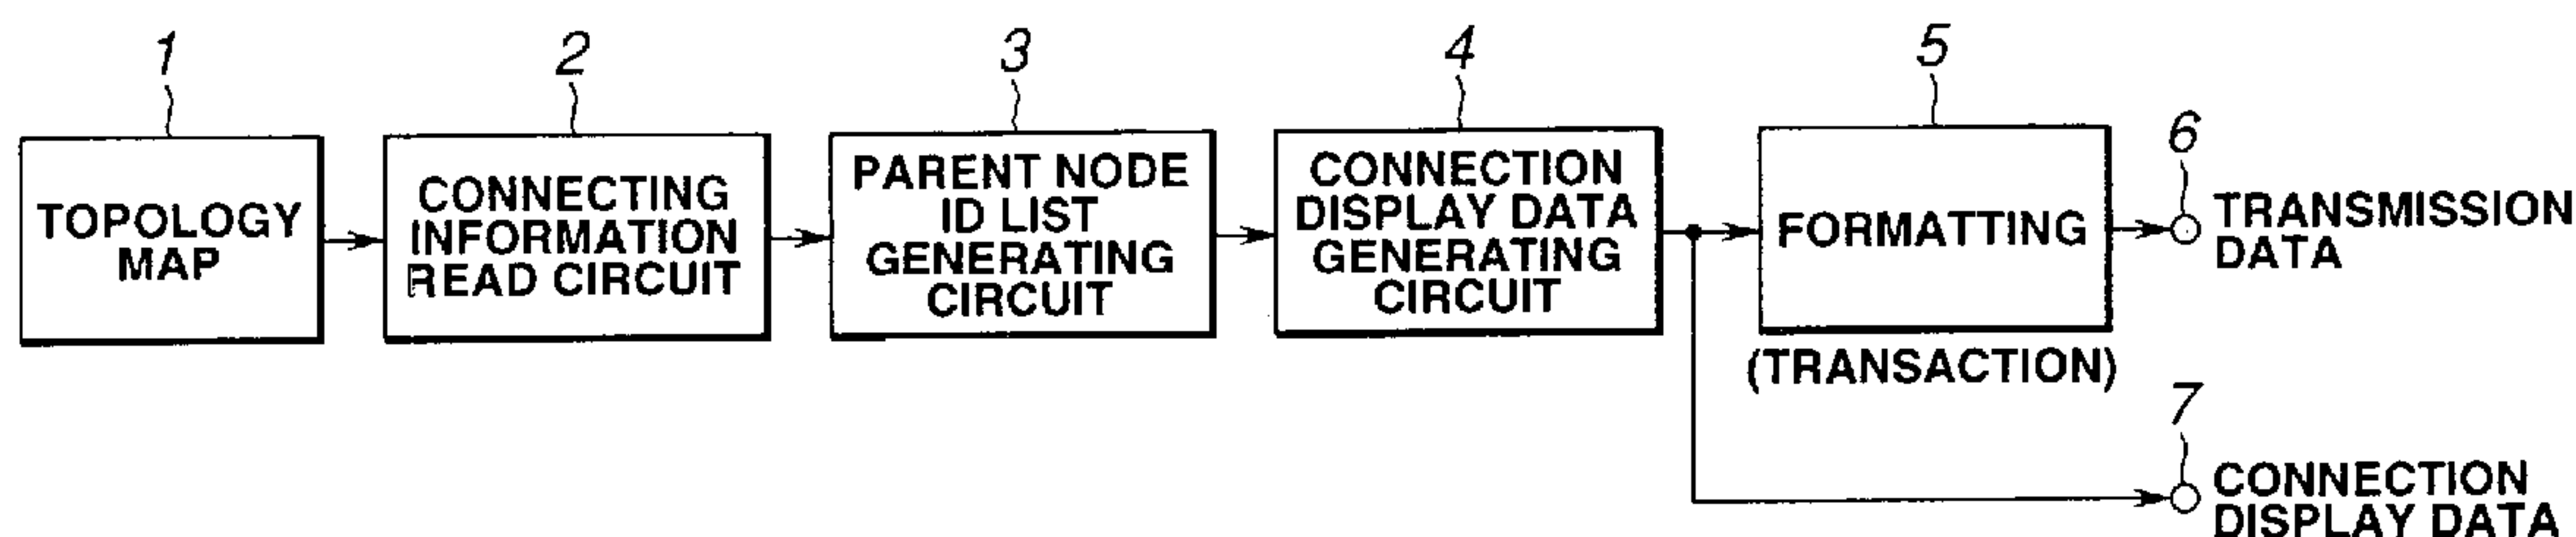 1
2
3
4
5
6
7
TOPOLOGY
MAP
CONNECTING
INFORMATION
READ CIRCUIT
PARENT NODE
ID LIST
GENERATING
CIRCUIT
CONNECTION
DISPLAY DATA
GENERATING
CIRCUIT
FORMATTING
(TRANSACTION)
TRANSMISSION
DATA
CONNECTION
DISPLAY DATA